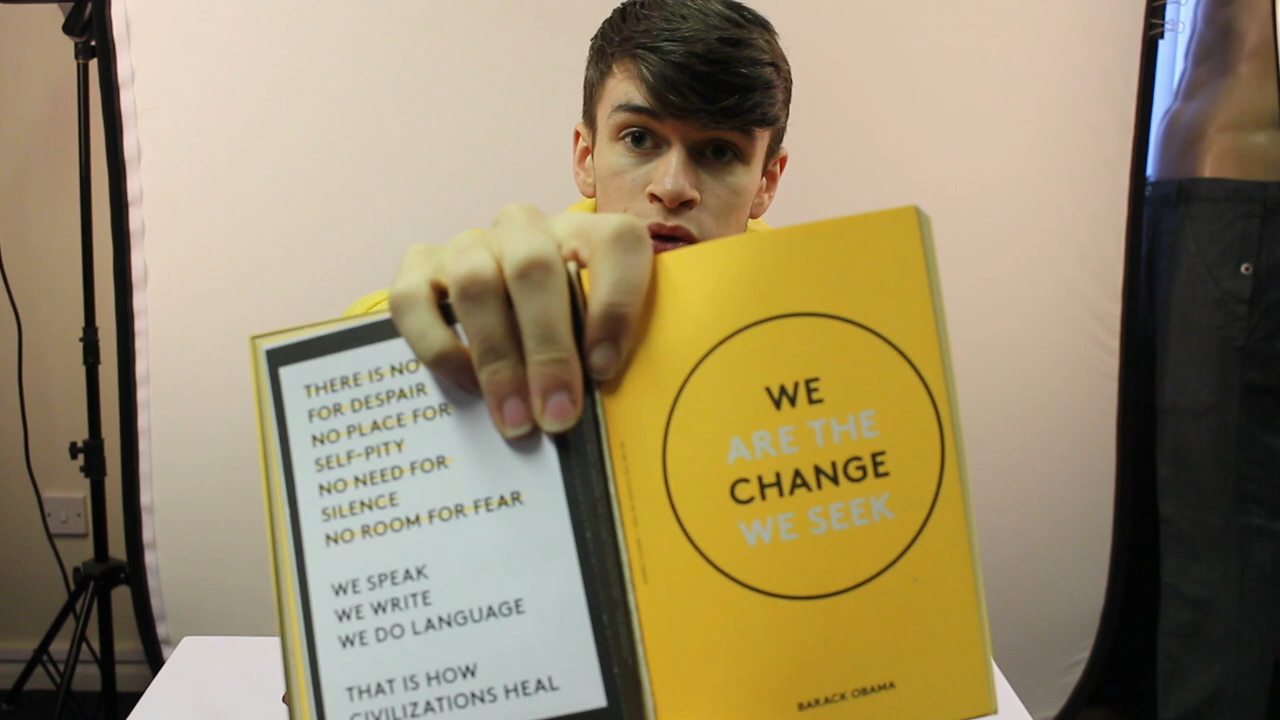 THERE IS NO
FOR DESPAIR
NO PLACE FOR
SELF-PITY
NO NEED FOR
SILENCE
NO ROOM FOR FEAR
WE SPEAK
WE WRITE
WE DO LANGUAGE
THAT IS HOW
CIVILIZATIONS HEAL
WE
ARE THE
CHANGE
WE SEEK
BARACK OBAMA